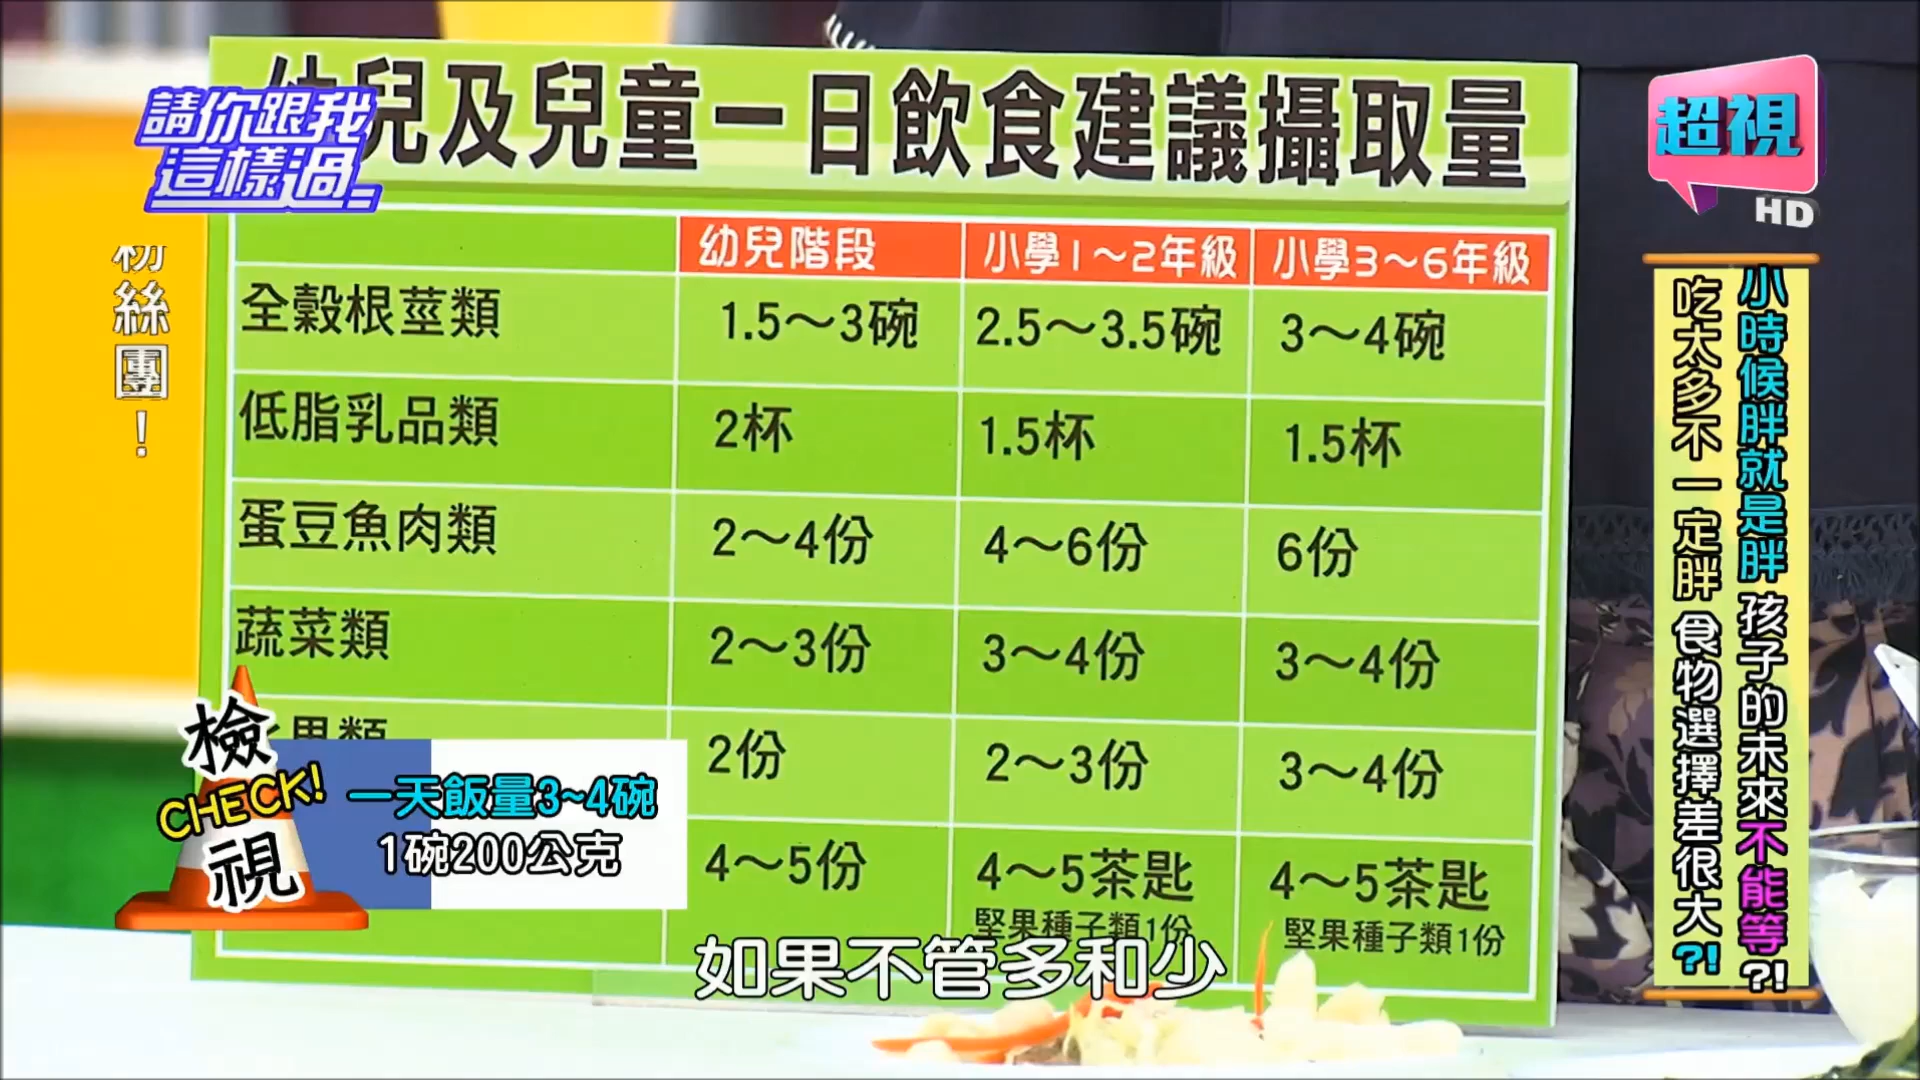 幼兒及兒童一日飲食建議攝取量
請你跟我
這樣過
超視
HD
粉絲團！
幼兒階段 小學1～2年級 小學3～6年級
全穀根莖類 1.5～3碗 2.5～3.5碗 3～4碗
低脂乳品類 2杯 1.5杯 1.5杯
蛋豆魚肉類 2～4份 4～6份 6份
蔬菜類 2～3份 3～4份 3～4份
果類 2份 2～3份 3～4份
4～5份 4～5茶匙 4～5茶匙
堅果種子類1份 堅果種子類1份
檢
CHECK!
視
一天飯量3~4碗
1碗200公克
小時候胖就是胖 孩子的未來不能等?!
吃太多不一定胖 食物選擇差很大?!
如果不管多和少